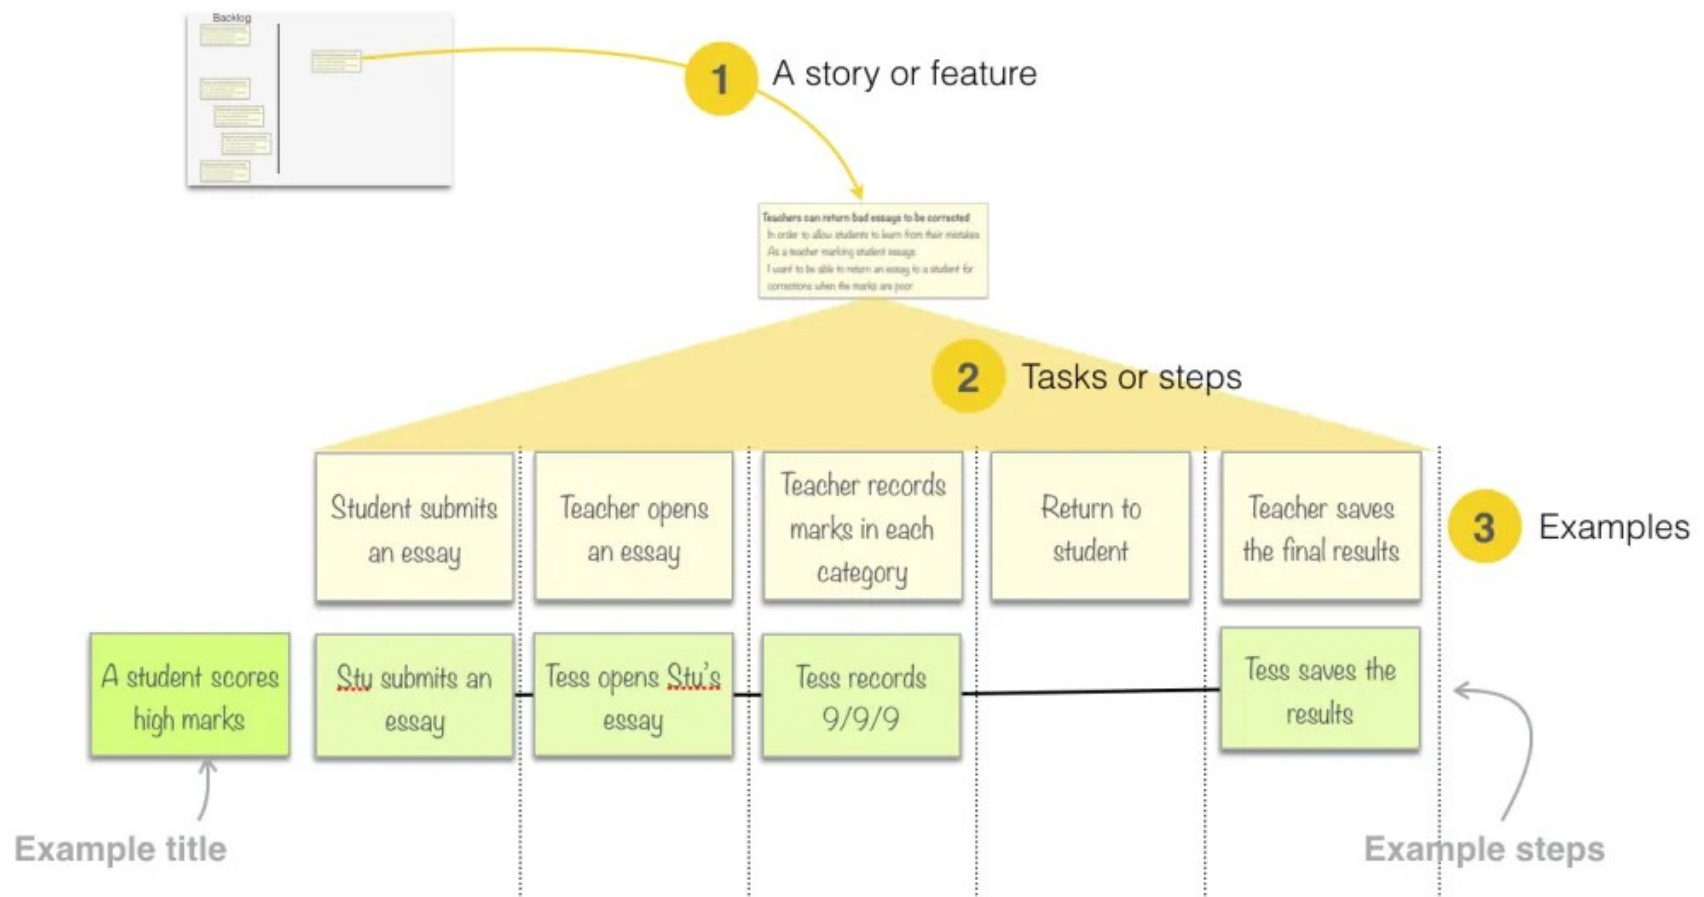 Backlog
1
A story or feature
Teachers can return bad essays to be corrected
In order to allow students to learn from their mistakes
As a teacher marking student essays
I want to be able to return an essay to a student for
corrections when the marks are poor
2
Tasks or steps
Student submits
an essay
Teacher opens
an essay
Teacher records
marks in each
category
Return to
student
Teacher saves
the final results
3
Examples
A student scores
high marks
Stu submits an
essay
Tess opens Stu's
essay
Tess records
9/9/9
Tess saves the
results
Example title
Example steps